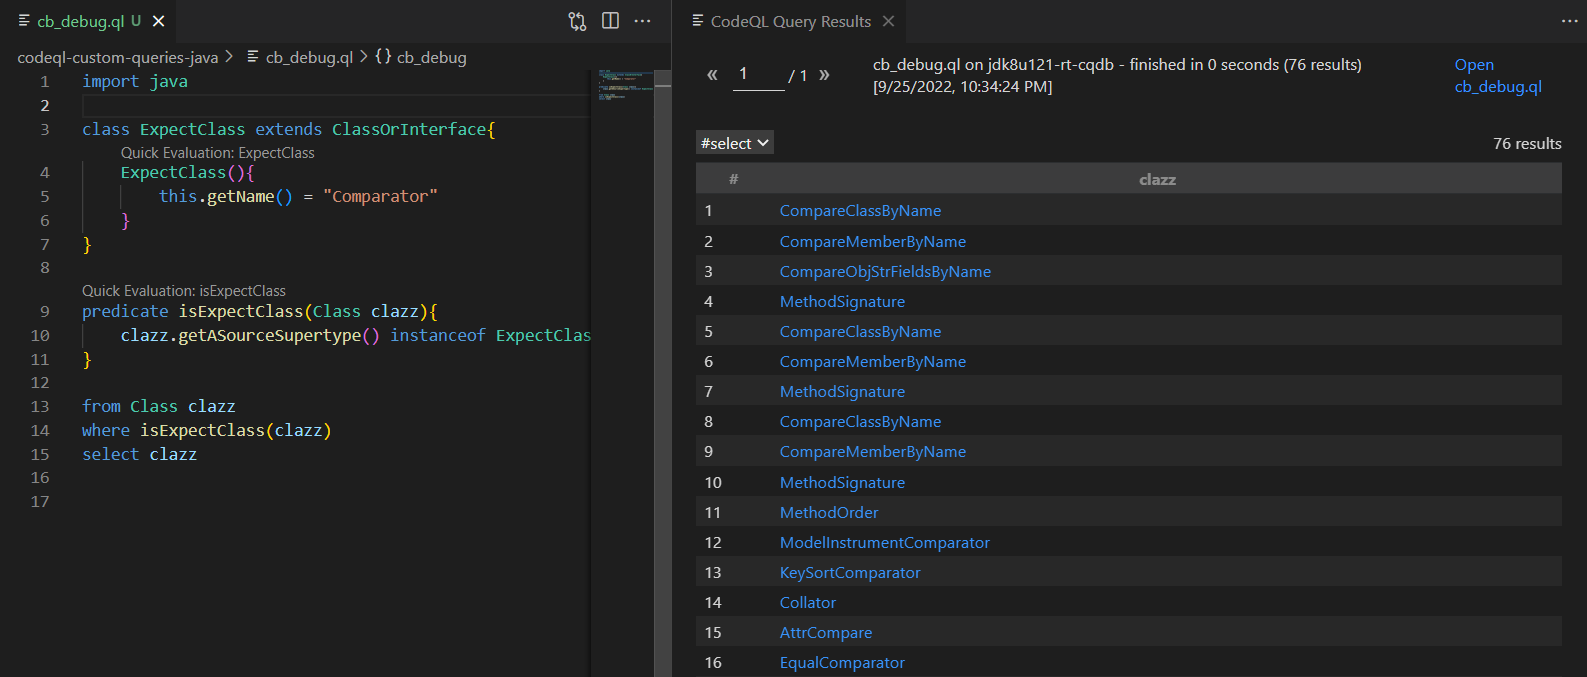 cb_debug.ql U
codeql-custom-queries-java > cb_debug.ql > {} cb_debug
1 import java
2
3 class ExpectClass extends ClassOrInterface{
Quick Evaluation: ExpectClass
4 ExpectClass(){
5 this.getName() = "Comparator"
6 }
7 }
8
Quick Evaluation: isExpectClass
9 predicate isExpectClass(Class clazz){
10 clazz.getASourceSupertype() instanceof ExpectClas
11 }
12
13 from Class clazz
14 where isExpectClass(clazz)
15 select clazz
16
17
CodeQL Query Results
« 1 / 1 »
cb_debug.ql on jdk8u121-rt-cqdb - finished in 0 seconds (76 results)
[9/25/2022, 10:34:24 PM]
Open
cb_debug.ql
#select
76 results
# clazz
1 CompareClassByName
2 CompareMemberByName
3 CompareObjStrFieldsByName
4 MethodSignature
5 CompareClassByName
6 CompareMemberByName
7 MethodSignature
8 CompareClassByName
9 CompareMemberByName
10 MethodSignature
11 MethodOrder
12 ModelInstrumentComparator
13 KeySortComparator
14 Collator
15 AttrCompare
16 EqualComparator